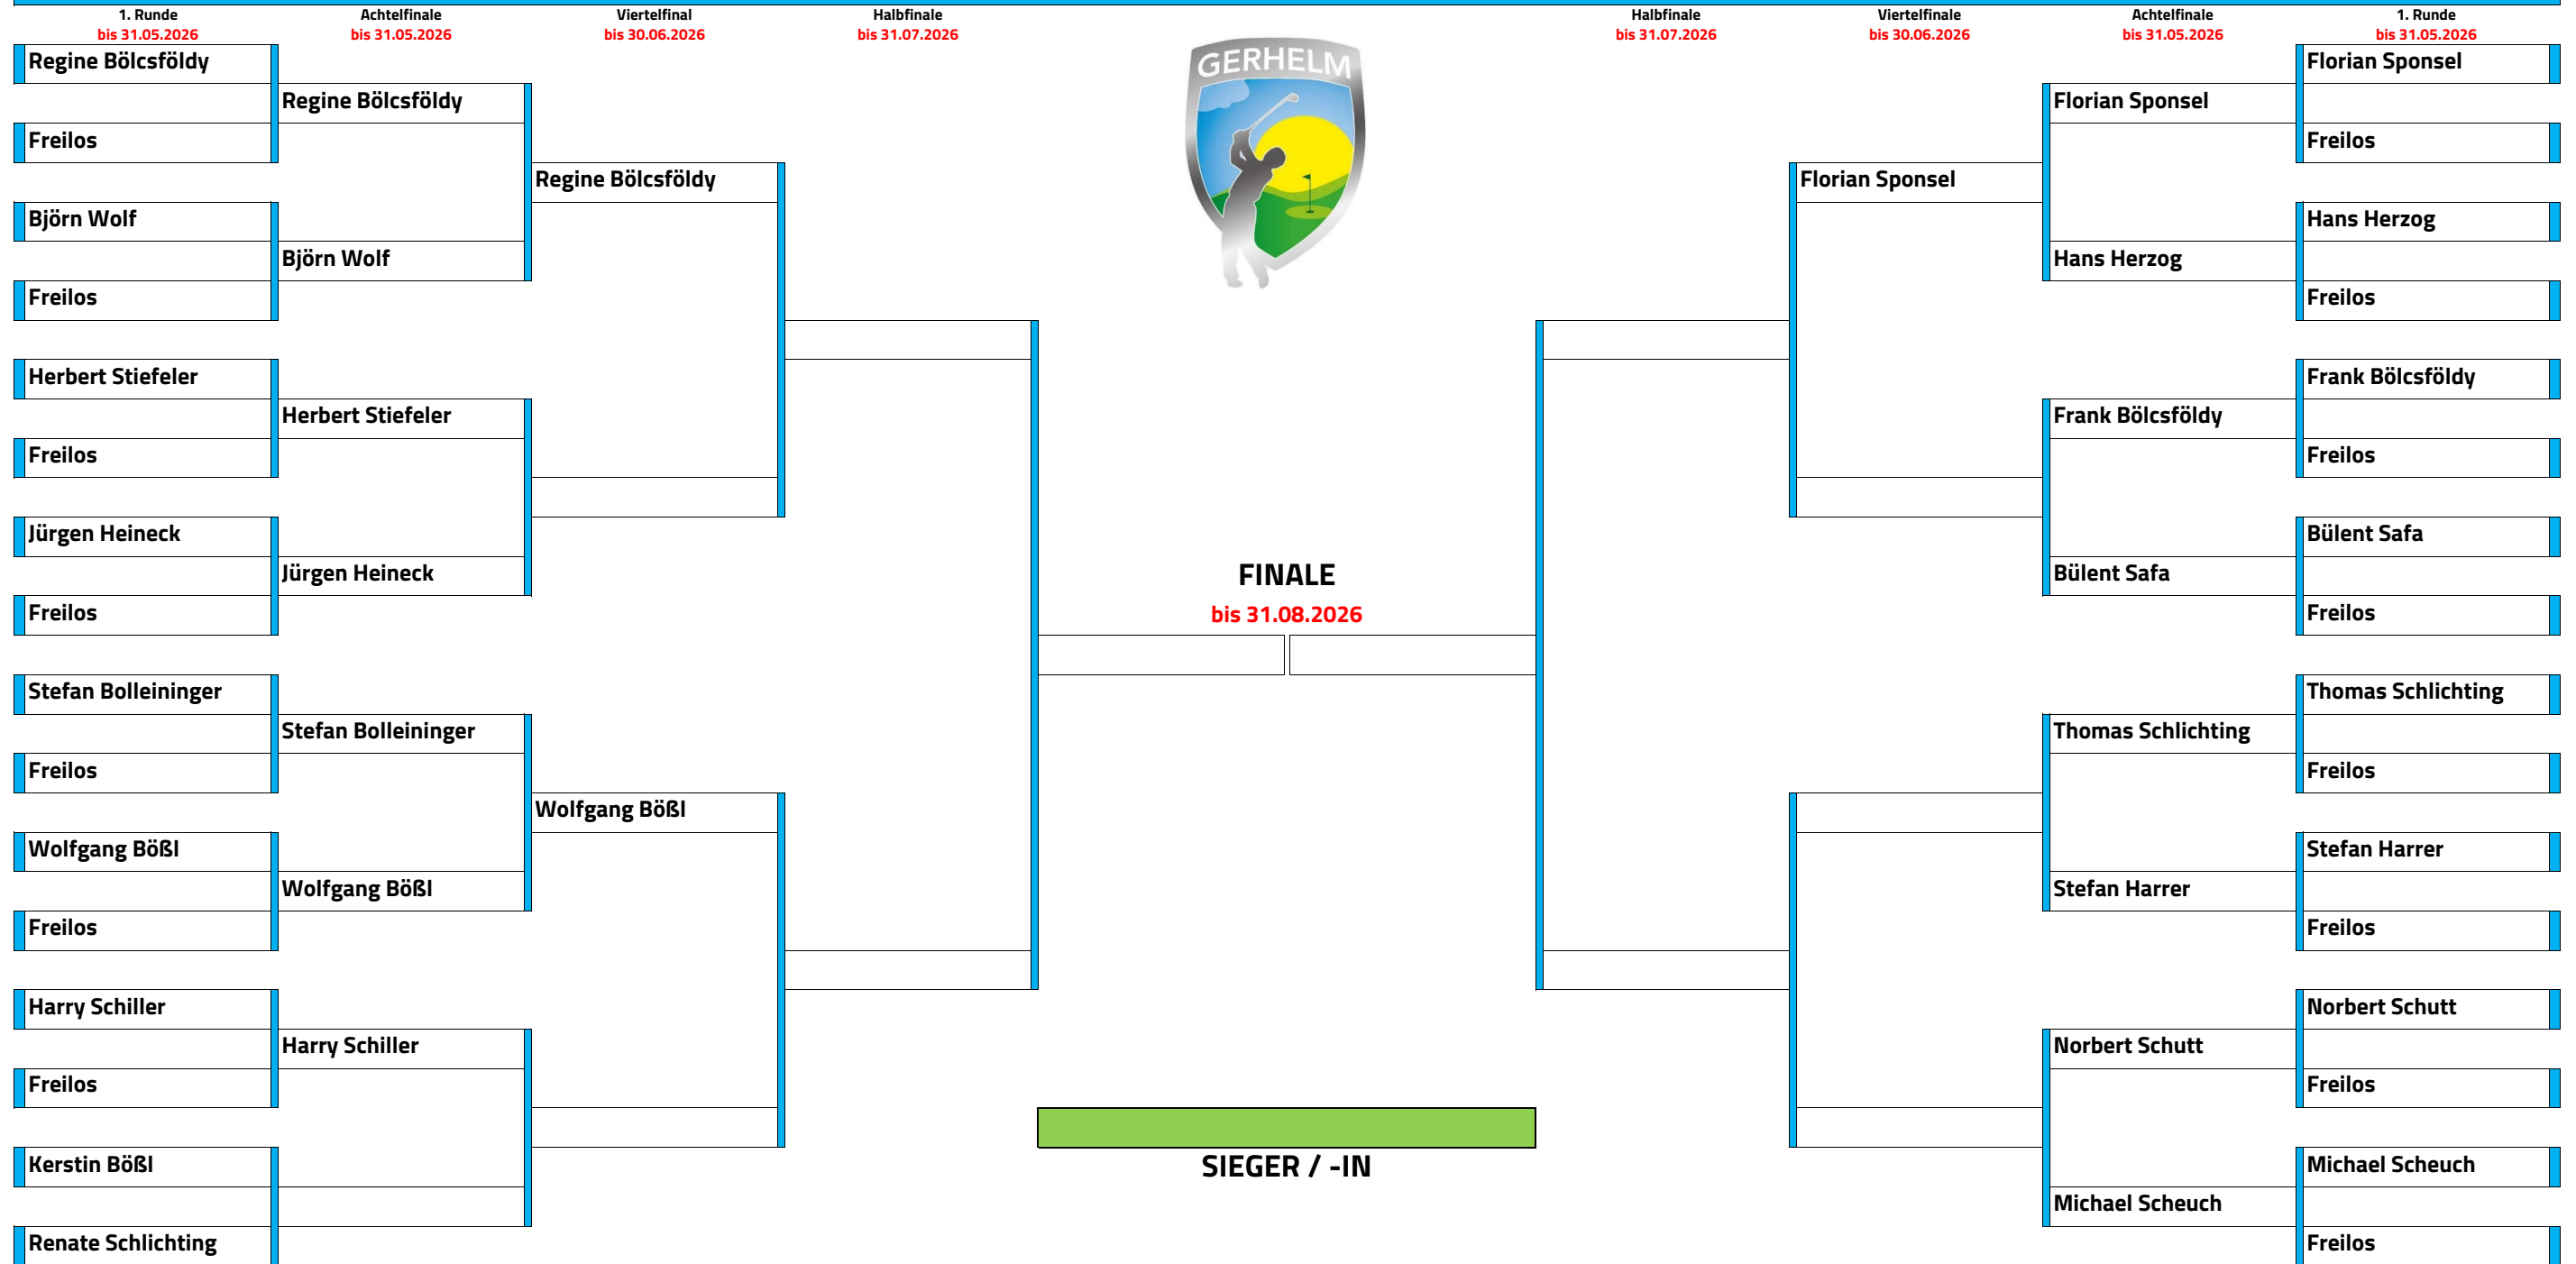 1. Runde
bis 31.05.2026
Achtelfinale
bis 31.05.2026
Viertelfinal
bis 30.06.2026
Halbfinale
bis 31.07.2026
Halbfinale
bis 31.07.2026
Viertelfinale
bis 30.06.2026
Achtelfinale
bis 31.05.2026
1. Runde
bis 31.05.2026
Regine Bölcsföldy
Freilos
Björn Wolf
Freilos
Herbert Stiefeler
Freilos
Jürgen Heineck
Freilos
Stefan Bolleininger
Freilos
Wolfgang Bößl
Freilos
Harry Schiller
Freilos
Kerstin Bößl
Renate Schlichting
Regine Bölcsföldy
Björn Wolf
Herbert Stiefeler
Jürgen Heineck
Stefan Bolleininger
Wolfgang Bößl
Harry Schiller
Regine Bölcsföldy
Wolfgang Bößl
GERHELM
FINALE
bis 31.08.2026
SIEGER / -IN
Florian Sponsel
Florian Sponsel
Hans Herzog
Frank Bölcsföldy
Bülent Safa
Thomas Schlichting
Stefan Harrer
Norbert Schutt
Michael Scheuch
Florian Sponsel
Freilos
Hans Herzog
Freilos
Frank Bölcsföldy
Freilos
Bülent Safa
Freilos
Thomas Schlichting
Freilos
Stefan Harrer
Freilos
Norbert Schutt
Freilos
Michael Scheuch
Freilos